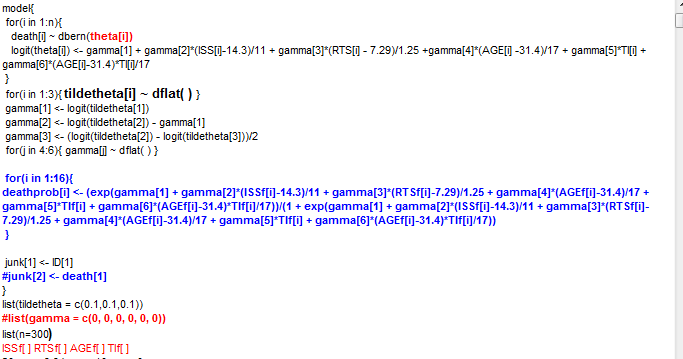 model{
for(i in 1:n){
death[i] ~ dbern(theta[i])
logit(theta[i]) <- gamma[1] + gamma[2]*(ISS[i]-14.3)/11 + gamma[3]*(RTS[i] - 7.29)/1.25 +gamma[4]*(AGE[i] -31.4)/17 + gamma[5]*TI[i] +
gamma[6]*(AGE[i]-31.4)*TI[i]/17
}
for(i in 1:3){ tildetheta[i] ~ dflat( ) }
gamma[1] <- logit(tildetheta[1])
gamma[2] <- logit(tildetheta[2]) - gamma[1]
gamma[3] <- (logit(tildetheta[2]) - logit(tildetheta[3]))/2
for(j in 4:6){ gamma[j] ~ dflat( ) }
for(i in 1:16){
deathprob[i] <- (exp(gamma[1] + gamma[2]*(ISSf[i]-14.3)/11 + gamma[3]*(RTSf[i]-7.29)/1.25 + gamma[4]*(AGEf[i]-31.4)/17 +
gamma[5]*TIf[i] + gamma[6]*(AGEf[i]-31.4)*TIf[i]/17))/(1 + exp(gamma[1] + gamma[2]*(ISSf[i]-14.3)/11 + gamma[3]*(RTSf[i]-
7.29)/1.25 + gamma[4]*(AGEf[i]-31.4)/17 + gamma[5]*TIf[i] + gamma[6]*(AGEf[i]-31.4)*TIf[i]/17))
}
junk[1] <- ID[1]
#junk[2] <- death[1]
}
list(tildetheta = c(0.1,0.1,0.1))
#list(gamma = c(0, 0, 0, 0, 0, 0))
list(n=300)
ISSf[ ] RTSf[ ] AGEf[ ] TIf[ ]